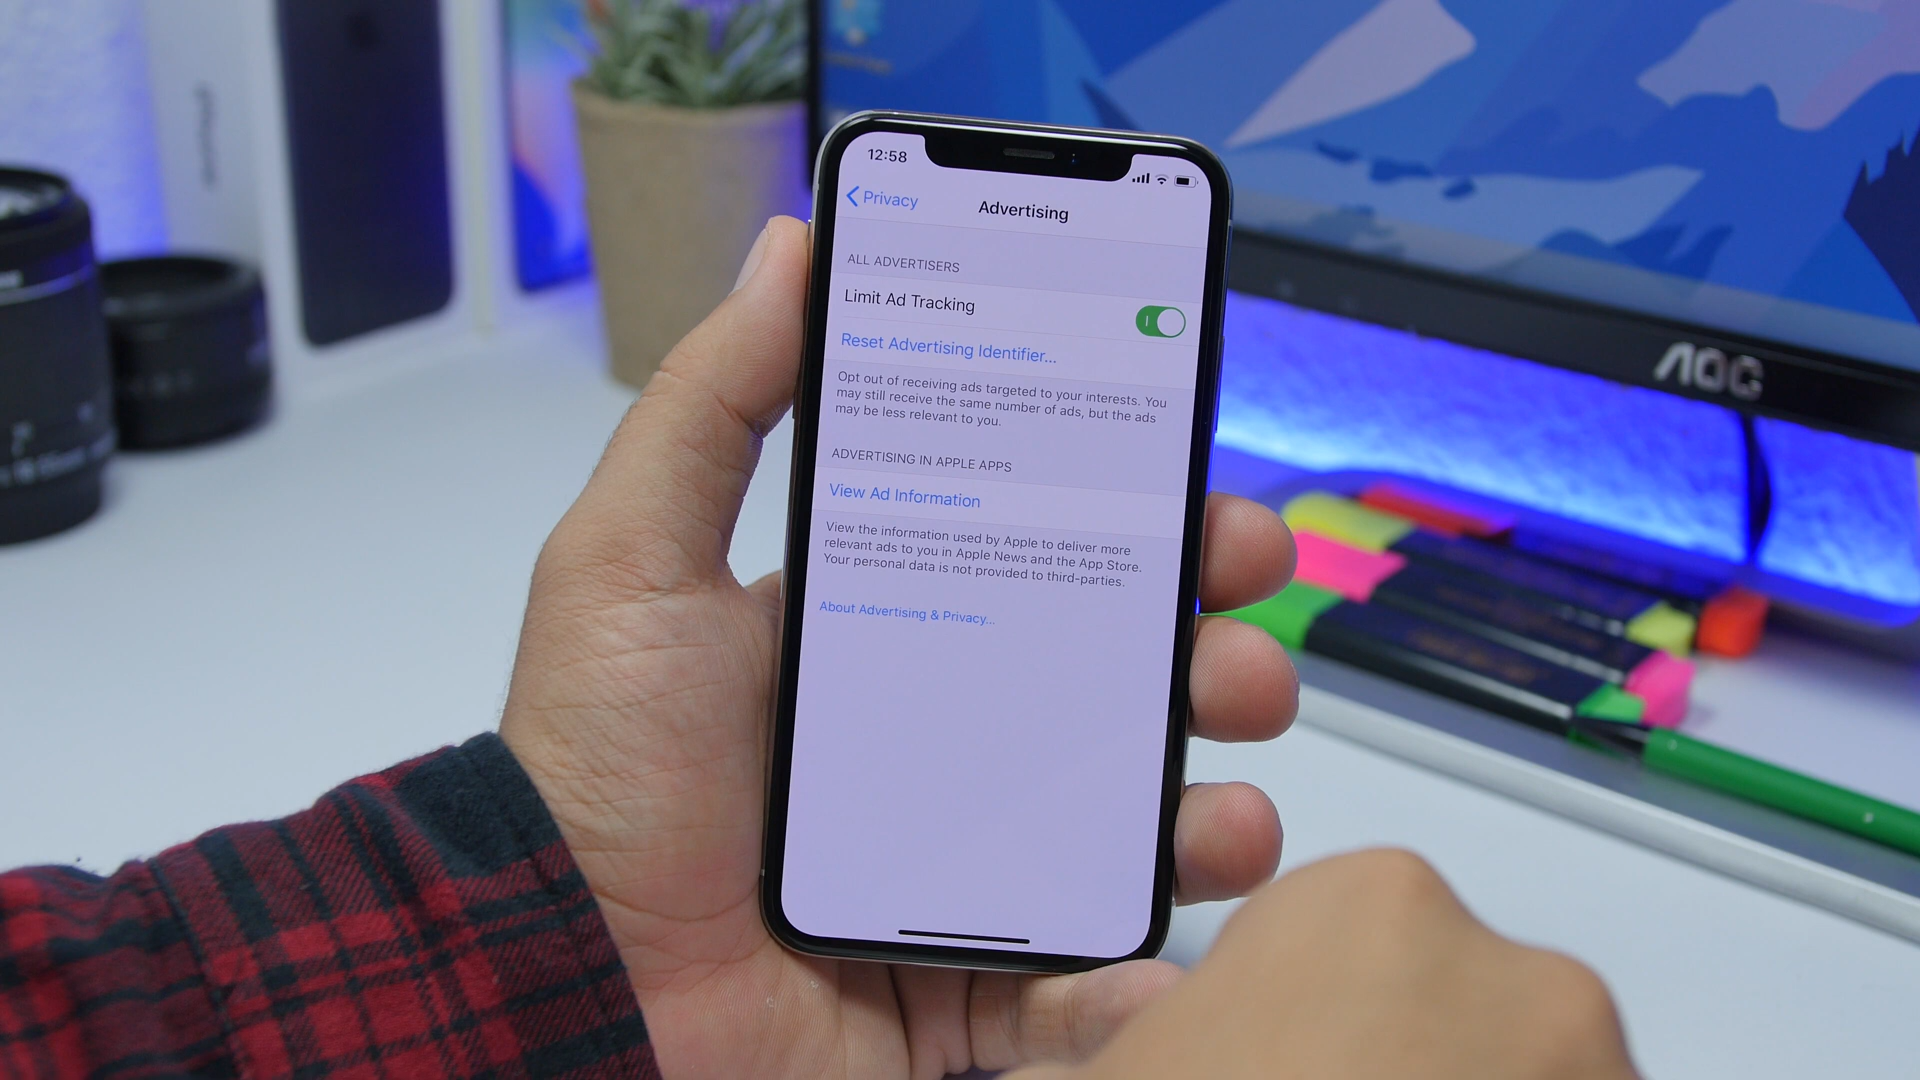 12:58
Privacy
Advertising
ALL ADVERTISERS
Limit Ad Tracking
Reset Advertising Identifier...
Opt out of receiving ads targeted to your interests. You
may still receive the same number of ads, but the ads
may be less relevant to you.
ADVERTISING IN APPLE APPS
View Ad Information
View the information used by Apple to deliver more
relevant ads to you in Apple News and the App Store.
Your personal data is not provided to third-parties.
About Advertising & Privacy...
AOC
iPhone